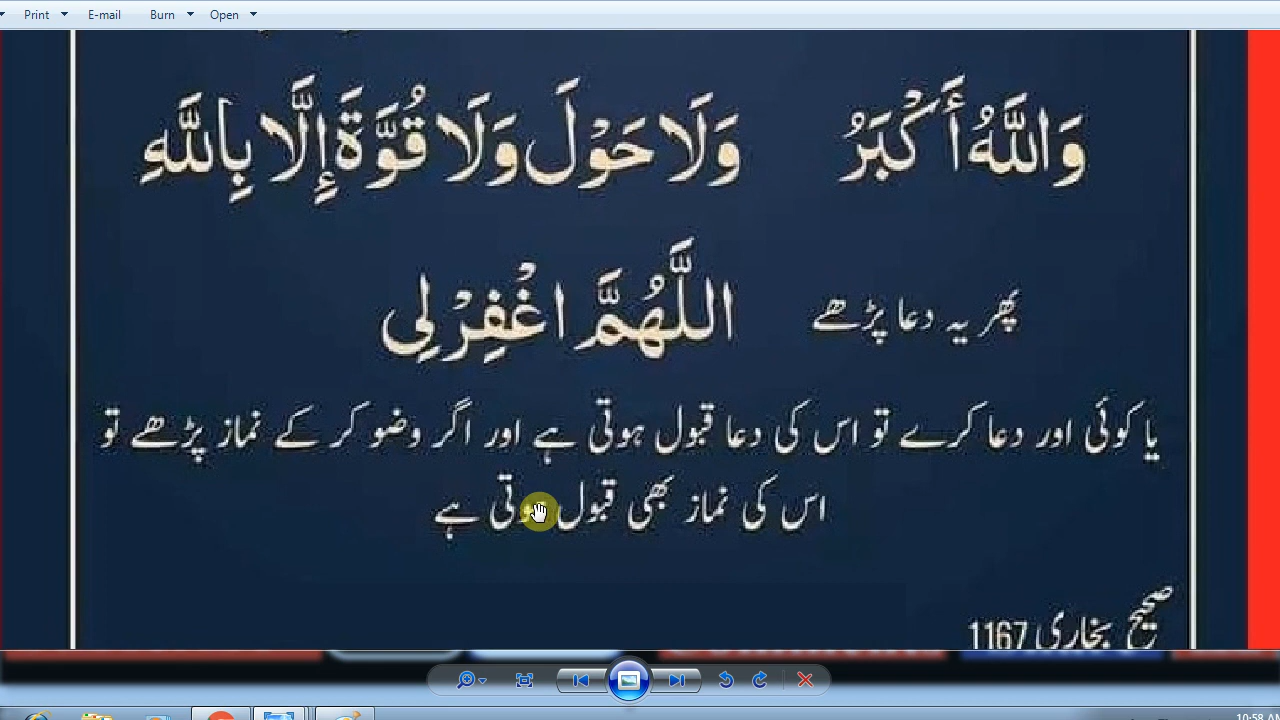 Print E-mail Burn Open
وَاللَّهُ أَكْبَرُ وَلَا حَوْلَ وَلَا قُوَّةَ إِلَّا بِاللَّهِ
پھر یہ دعا پڑھے اللَّهُمَّ اغْفِرْ لِي
یا کوئی اور دعا کرے تو اس کی دعا قبول ہوتی ہے اور اگر وضو کر کے نماز پڑھے تو
اس کی نماز بھی قبول ہوتی ہے
صحیح بخاری 1167